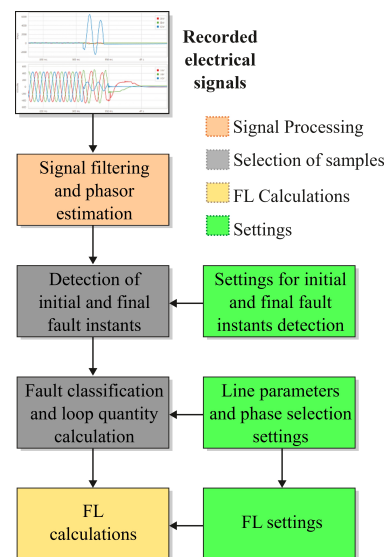 Recorded
electrical
signals
Signal Processing
Selection of samples
FL Calculations
Settings
Signal filtering
and phasor
estimation
Detection of
initial and final
fault instants
Settings for initial
and final fault
instants detection
Fault classification
and loop quantity
calculation
Line parameters
and phase selection
settings
FL
calculations
FL settings